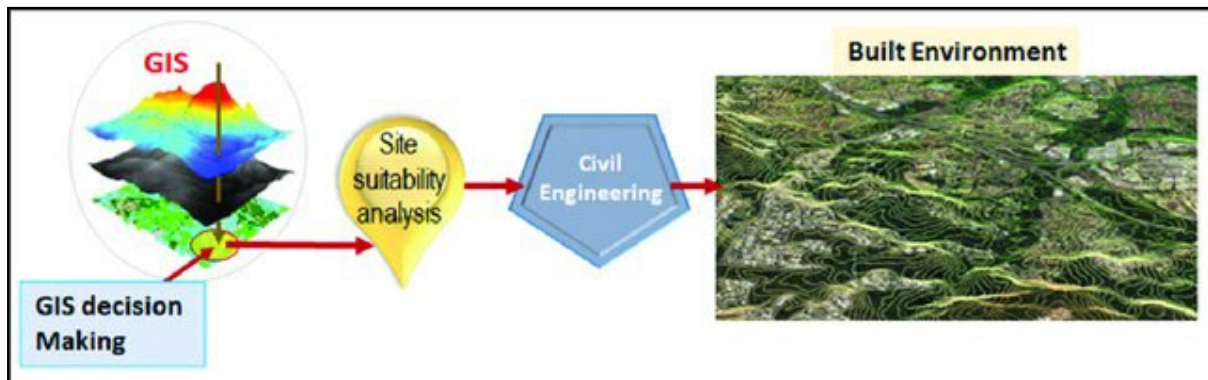 GIS
GIS decision
Making
Site
suitability
analysis
Civil
Engineering
Built Environment